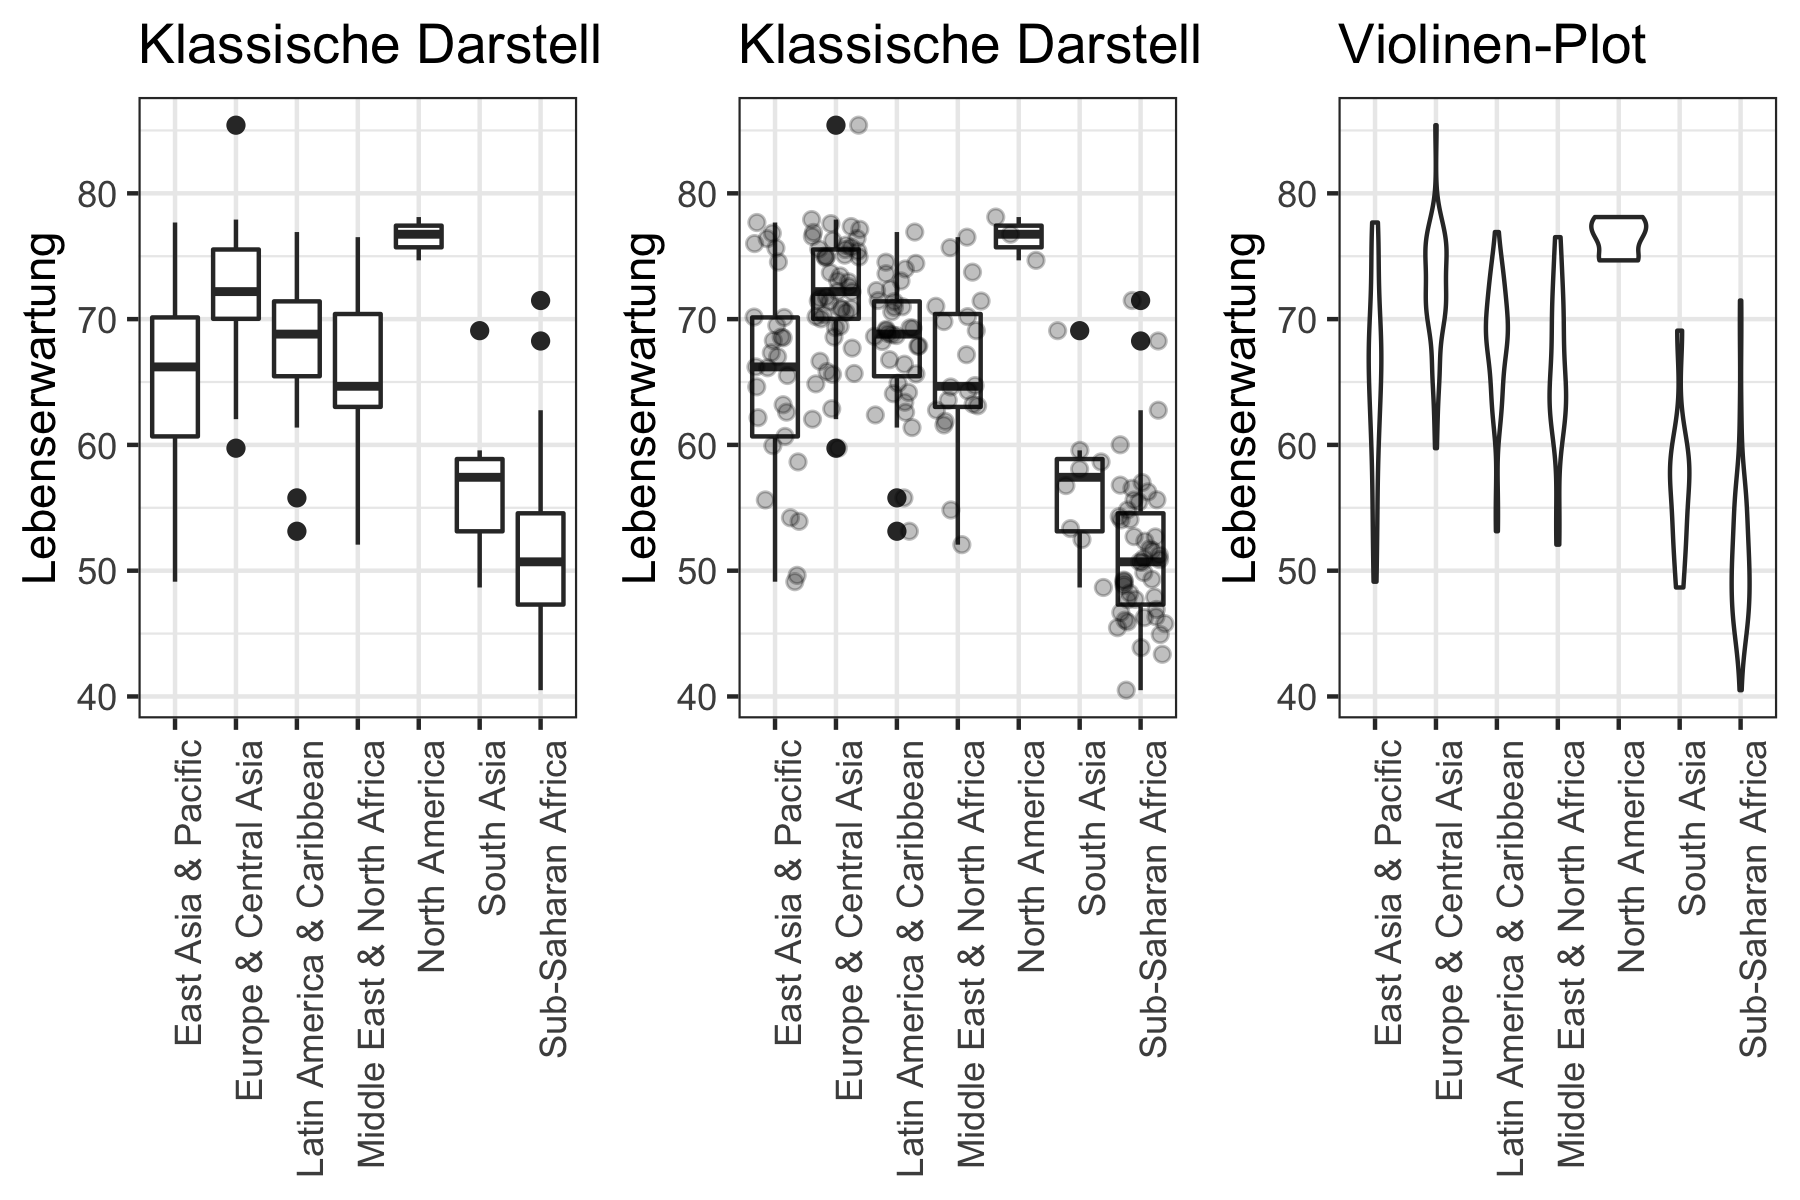 Klassische Darstell
Lebenserwartung
80
70
60
50
40
East Asia & Pacific
Europe & Central Asia
Latin America & Caribbean
Middle East & North Africa
North America
South Asia
Sub-Saharan Africa
Klassische Darstell
Lebenserwartung
80
70
60
50
40
East Asia & Pacific
Europe & Central Asia
Latin America & Caribbean
Middle East & North Africa
North America
South Asia
Sub-Saharan Africa
Violinen-Plot
Lebenserwartung
80
70
60
50
40
East Asia & Pacific
Europe & Central Asia
Latin America & Caribbean
Middle East & North Africa
North America
South Asia
Sub-Saharan Africa